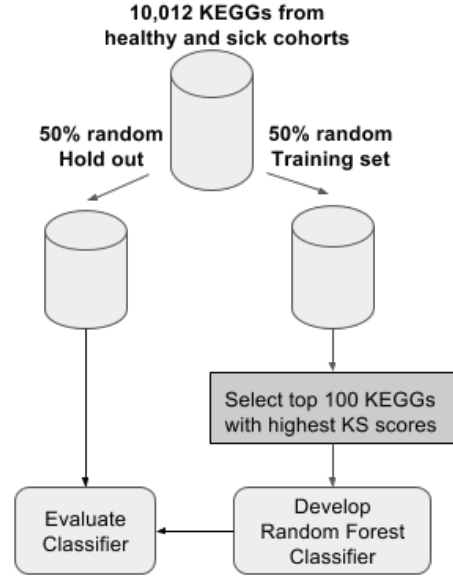 10,012 KEGGs from
healthy and sick cohorts
50% random
Hold out
50% random
Training set
Select top 100 KEGGs
with highest KS scores
Evaluate
Classifier
Develop
Random Forest
Classifier